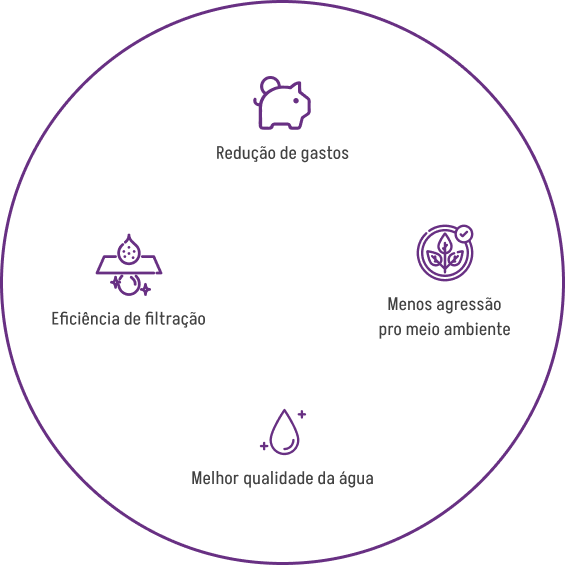 Redução de gastos
Eficiência de filtração
Menos agressão
pro meio ambiente
Melhor qualidade da água